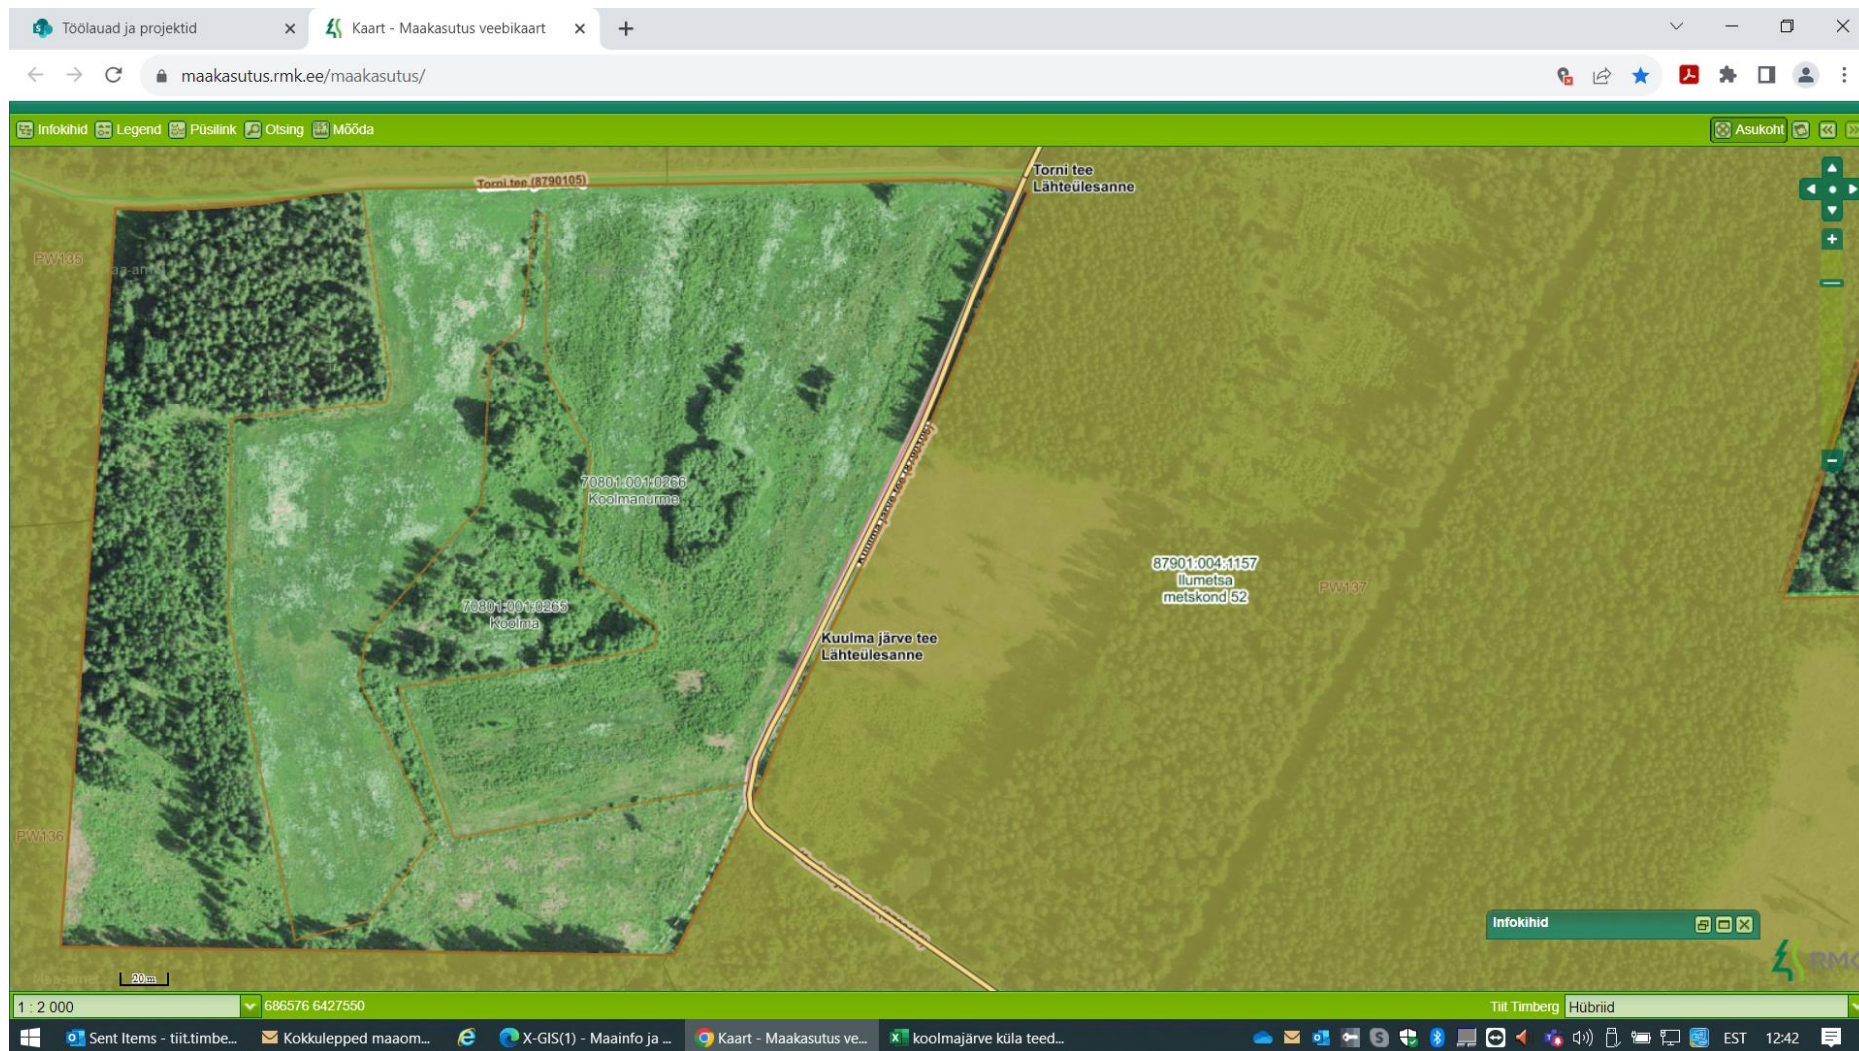 Töölauad ja projektid
Kaart - Maakasutus veebikaart
maakasutus.rmk.ee/maakasutus/
Infokihid
Legend
Püsilink
Otsing
Mõõda
Asukoht
Torni tee (8790105)
Torni tee
Lähteülesanne
PW135
70801:001:0266
Koolmanurme
87901:004:1157
Ilumetsa
metskond 52
PW137
70801:001:0265
Koolma
Kuulma järve tee
Lähteülesanne
PW136
Infokihid
RMK
20 m
1 : 2 000
686576 6427550
Tiit Timberg
Hübriid
Sent Items - tiit.timbe...
Kokkulepped maaom...
X-GIS(1) - Maainfo ja ...
Kaart - Maakasutus ve...
koolmajärve küla teed...
EST
12:42